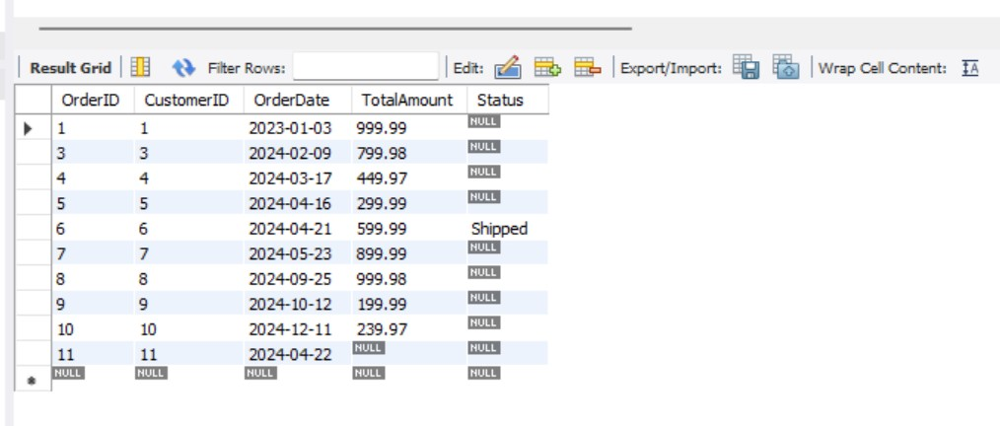 Result Grid Filter Rows: Edit: Export/Import: Wrap Cell Content: IA
OrderID CustomerID OrderDate TotalAmount Status
1 1 2023-01-03 999.99 NULL
3 3 2024-02-09 799.98 NULL
4 4 2024-03-17 449.97 NULL
5 5 2024-04-16 299.99 NULL
6 6 2024-04-21 599.99 Shipped
7 7 2024-05-23 899.99 NULL
8 8 2024-09-25 999.98 NULL
9 9 2024-10-12 199.99 NULL
10 10 2024-12-11 239.97 NULL
11 11 2024-04-22 NULL NULL
NULL NULL NULL NULL NULL